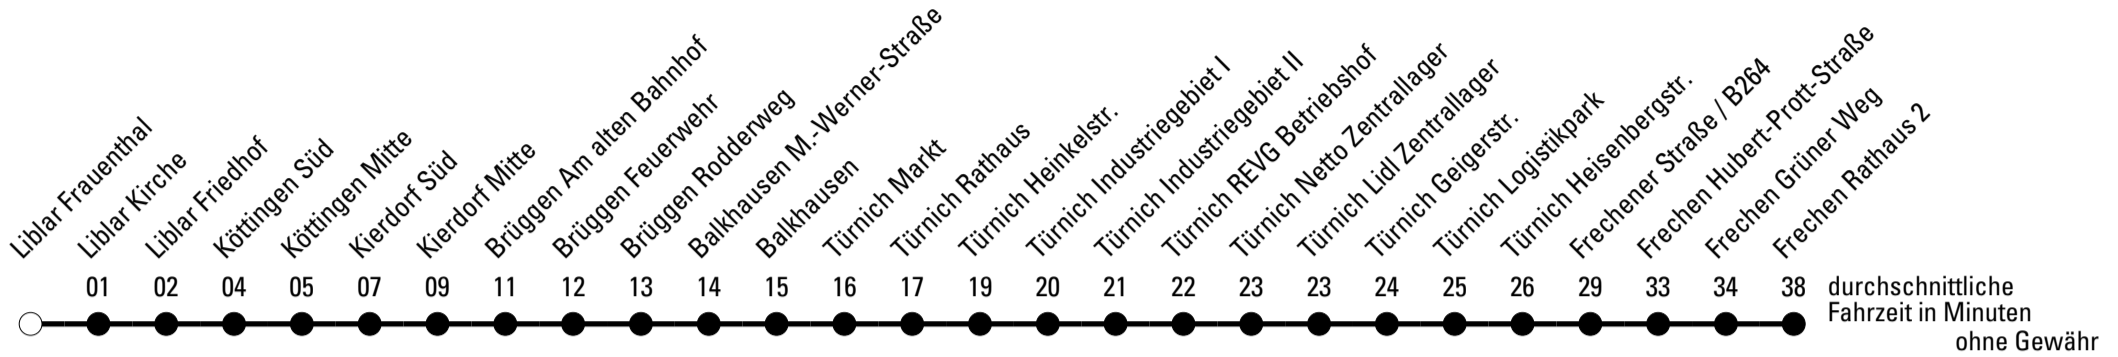 Liblar Frauenthal
Liblar Kirche
Liblar Friedhof
Köttingen Süd
Köttingen Mitte
Kierdorf Süd
Kierdorf Mitte
Brüggen Am alten Bahnhof
Brüggen Feuerwehr
Brüggen Rodderweg
Balkhausen M.-Werner-Straße
Balkhausen
Türnich Markt
Türnich Rathaus
Türnich Heinkelstr.
Türnich Industriegebiet I
Türnich Industriegebiet II
Türnich REVG Betriebshof
Türnich Netto Zentrallager
Türnich Lidl Zentrallager
Türnich Geigerstr.
Türnich Logistikpark
Türnich Heisenbergstr.
Frechener Straße / B264
Frechen Hubert-Prott-Straße
Frechen Grüner Weg
Frechen Rathaus 2
01 02 04 05 07 09 11 12 13 14 15 16 17 19 20 21 22 23 23 24 25 26 29 33 34 38
durchschnittliche
Fahrzeit in Minuten
ohne Gewähr